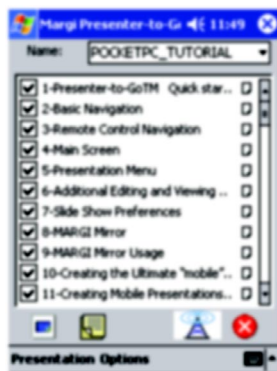 Margi Presenter-to-Go 11:49
Name: POCKETPC_TUTORIAL
1-Presenter-to-GoTM Quick star..
2-Basic Navigation
3-Remote Control Navigation
4-Main Screen
5-Presentation Menu
6-Additional Editing and Viewing ..
7-Slide Show Preferences
8-MARGI Mirror
9-MARGI Mirror Usage
10-Creating the Ultimate "mobile"..
11-Creating Mobile Presentations..
Presentation Options